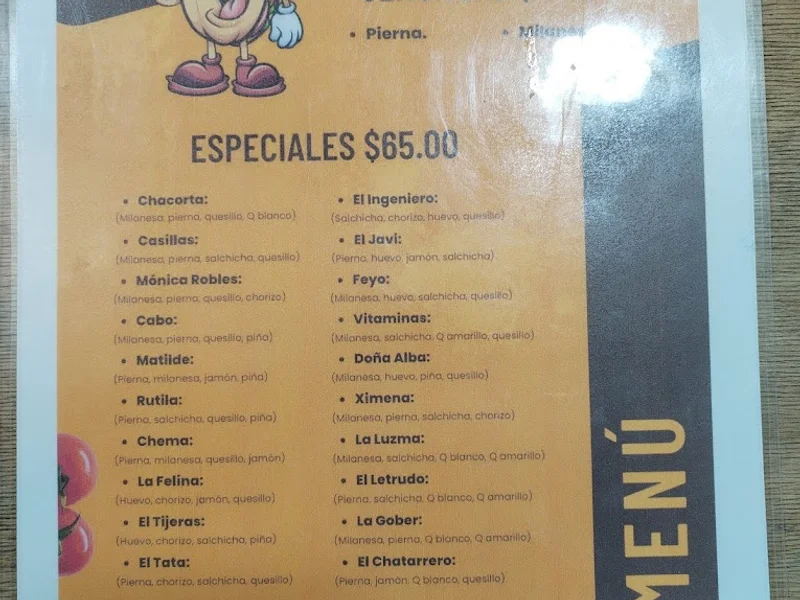 • Pierna.
• Milanesa
ESPECIALES $65.00
• Chacorta:
(Milanesa, pierna, quesillo, Q blanco)
• Casillas:
(Milanesa, pierna, salchicha, quesillo)
• Mónica Robles:
(Milanesa, pierna, quesillo, chorizo)
• Cabo:
(Milanesa, pierna, quesillo, piña)
• Matilde:
(Pierna, milanesa, jamón, piña)
• Rutila:
(Pierna, salchicha, quesillo, piña)
• Chema:
(Pierna, milanesa, quesillo, jamón)
• La Felina:
(Huevo, chorizo, jamón, quesillo)
• El Tijeras:
(Huevo, chorizo, salchicha, piña)
• El Tata:
(Pierna, chorizo, salchicha, quesillo)
• El Ingeniero:
(Salchicha, chorizo, huevo, quesillo)
• El Javi:
(Pierna, huevo, jamón, salchicha)
• Feyo:
(Milanesa, huevo, salchicha, quesillo)
• Vitaminas:
(Milanesa, salchicha, Q amarillo, quesillo)
• Doña Alba:
(Milanesa, huevo, piña, quesillo)
• Ximena:
(Milanesa, pierna, salchicha, chorizo)
• La Luzma:
(Milanesa, salchicha, Q blanco, Q amarillo)
• El Letrudo:
(Pierna, salchicha, Q blanco, Q amarillo)
• La Gober:
(Milanesa, pierna, Q blanco, Q amarillo)
• El Chatarrero:
(Pierna, jamón, Q blanco, quesillo)
MENÚ